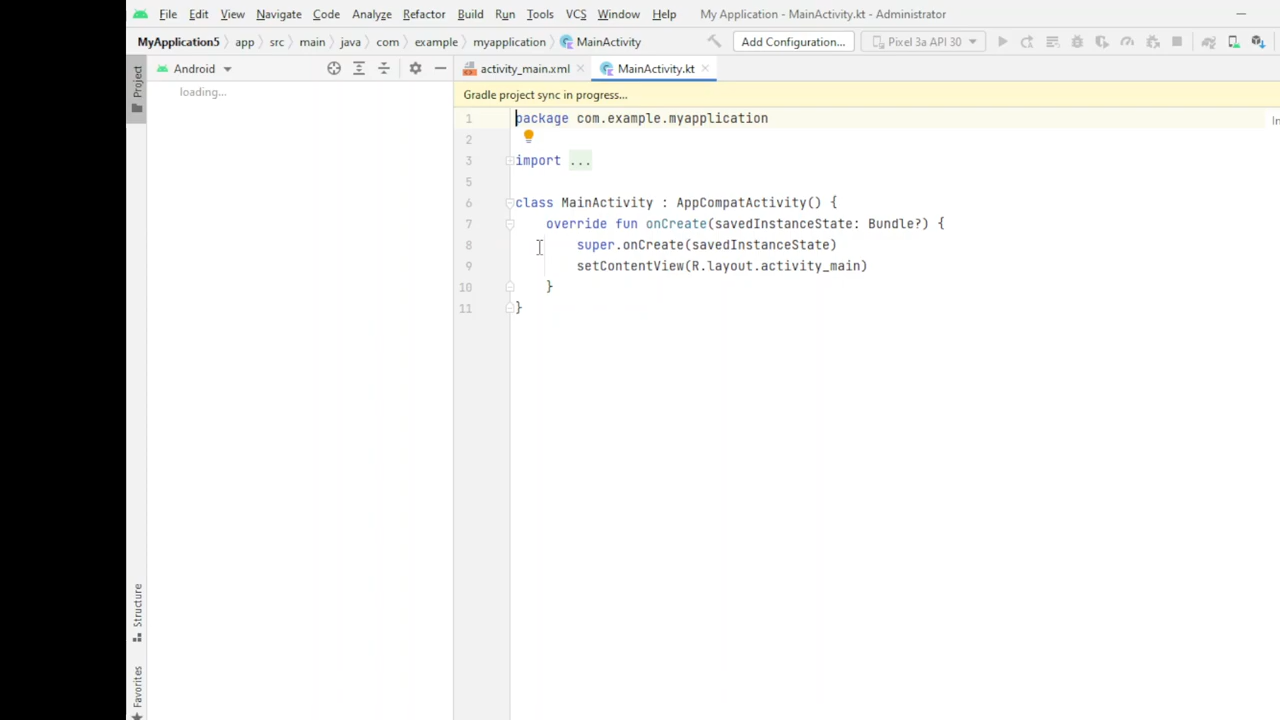 File Edit View Navigate Code Analyze Refactor Build Run Tools VCS Window Help My Application - MainActivity.kt - Administrator
MyApplication5 app src main java com example myapplication MainActivity Add Configuration... Pixel 3a API 30
Project
Android
activity_main.xml
MainActivity.kt
loading...
Gradle project sync in progress...
1 package com.example.myapplication
2
3 import ...
5
6 class MainActivity : AppCompatActivity() {
7 override fun onCreate(savedInstanceState: Bundle?) {
8 super.onCreate(savedInstanceState)
9 setContentView(R.layout.activity_main)
10 }
11 }
In
Structure
Favorites